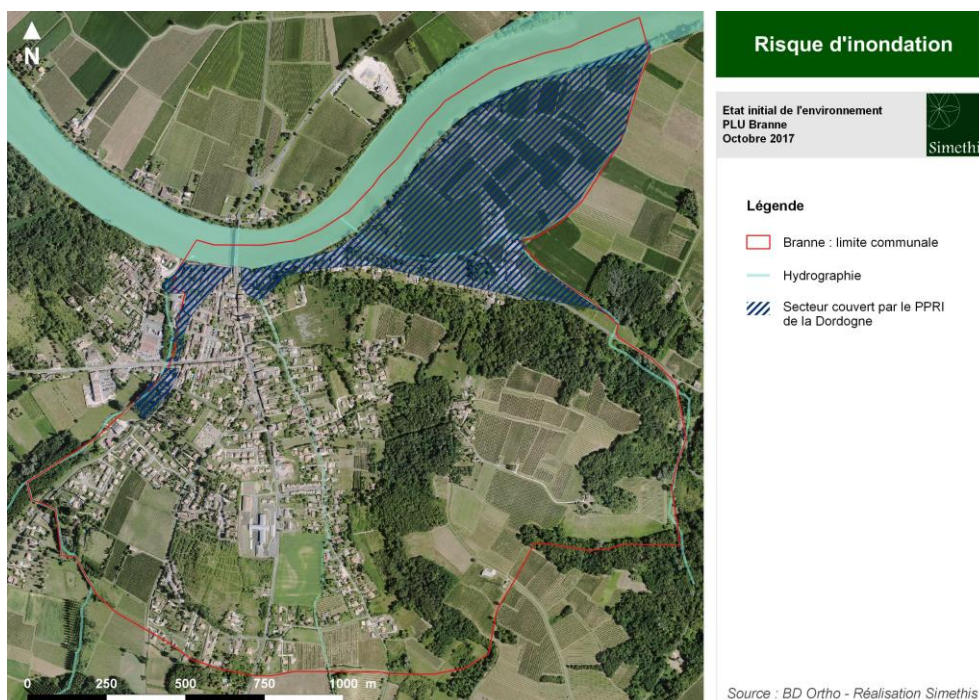 N
Risque d'inondation
Etat initial de l'environnement
PLU Branne
Octobre 2017
Simethis
Légende
Branne : limite communale
Hydrographie
Secteur couvert par le PPRI
de la Dordogne
0 250 500 750 1000 m
Source : BD Ortho - Réalisation Simethis